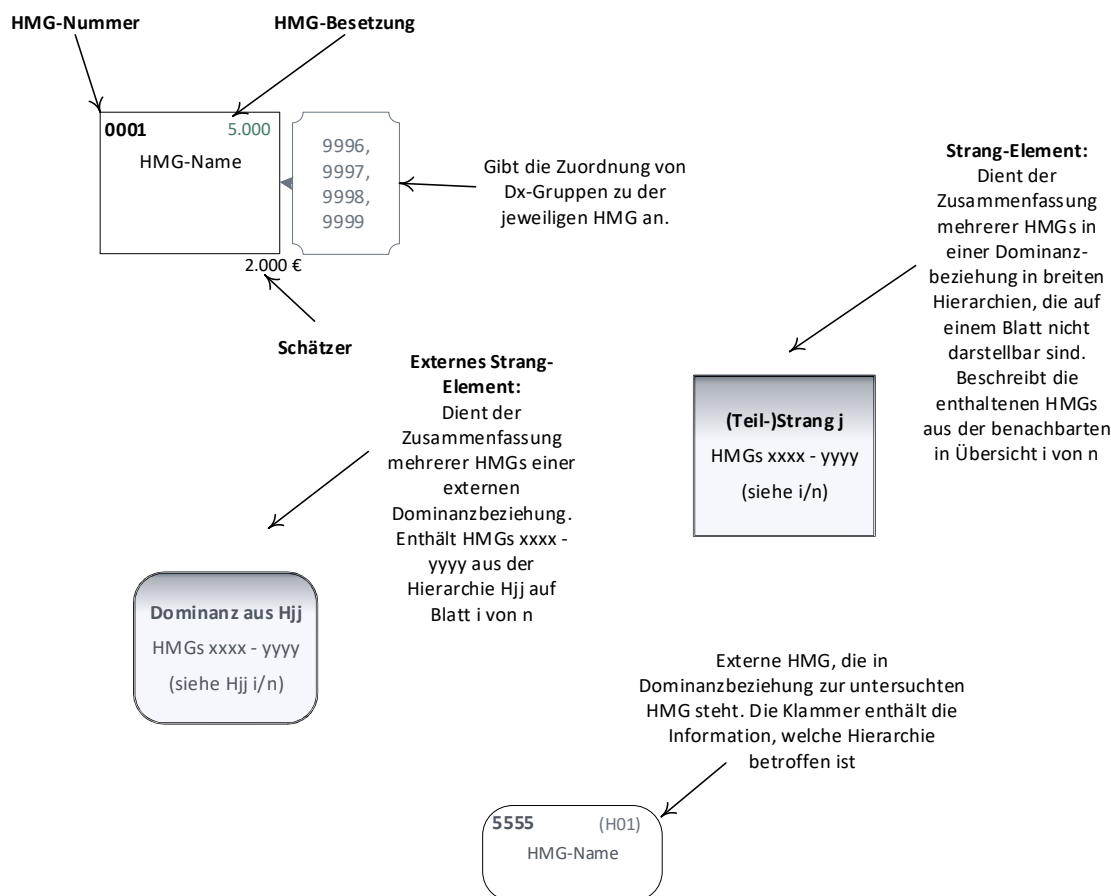 HMG-Nummer
HMG-Besetzung
0001
5.000
HMG-Name
9996,
9997,
9998,
9999
Gibt die Zuordnung von
Dx-Gruppen zu der
jeweiligen HMG an.
2.000 €
Schätzer
Strang-Element:
Dient der
Zusammenfassung
mehrerer HMGs in
einer Dominanz-
beziehung in breiten
Hierarchien, die auf
einem Blatt nicht
darstellbar sind.
Beschreibt die
enthaltenen HMGs
aus der benachbarten
in Übersicht i von n
Externes Strang-
Element:
Dient der
Zusammenfassung
mehrerer HMGs einer
externen
Dominanzbeziehung.
Enthält HMGs xxxx -
yyyy aus der
Hierarchie Hjj auf
Blatt i von n
(Teil-)Strang j
HMGs xxxx - yyyy
(siehe i/n)
Dominanz aus Hjj
HMGs xxxx - yyyy
(siehe Hjj i/n)
Externe HMG, die in
Dominanzbeziehung zur untersuchten
HMG steht. Die Klammer enthält die
Information, welche Hierarchie
betroffen ist
5555
(H01)
HMG-Name